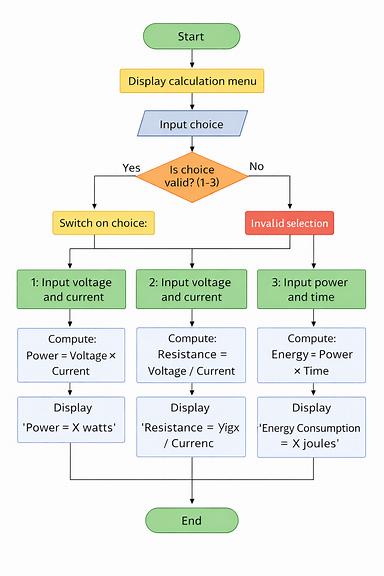 Start
Display calculation menu
Input choice
Is choice
valid? (1-3)
Yes
No
Switch on choice:
Invalid selection
1: Input voltage
and current
2: Input voltage
and current
3: Input power
and time
Compute:
Power = Voltage ×
Current
Compute:
Resistance =
Voltage / Current
Compute:
Energy = Power
× Time
Display
'Power = X watts'
Display
'Resistance = Yigx
/ Currenc
Display
'Energy Consumption
= X joules'
End